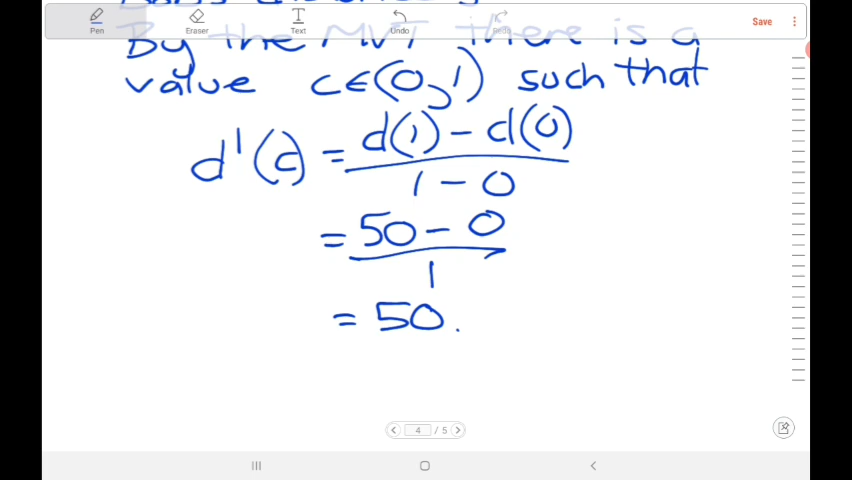 Pen Eraser Text Undo Redo Save
By the MVT there is a
value c∈(0,1) such that
d'(c) = d(1) - d(0)
1 - 0
= 50 - 0
1
= 50.
4 / 5